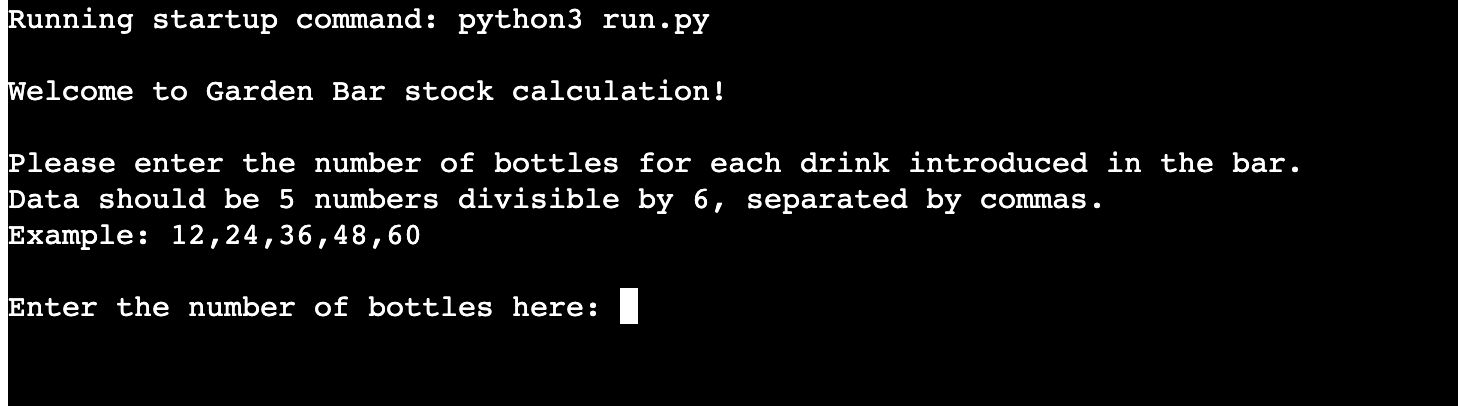 Running startup command: python3 run.py
Welcome to Garden Bar stock calculation!
Please enter the number of bottles for each drink introduced in the bar.
Data should be 5 numbers divisible by 6, separated by commas.
Example: 12,24,36,48,60
Enter the number of bottles here: